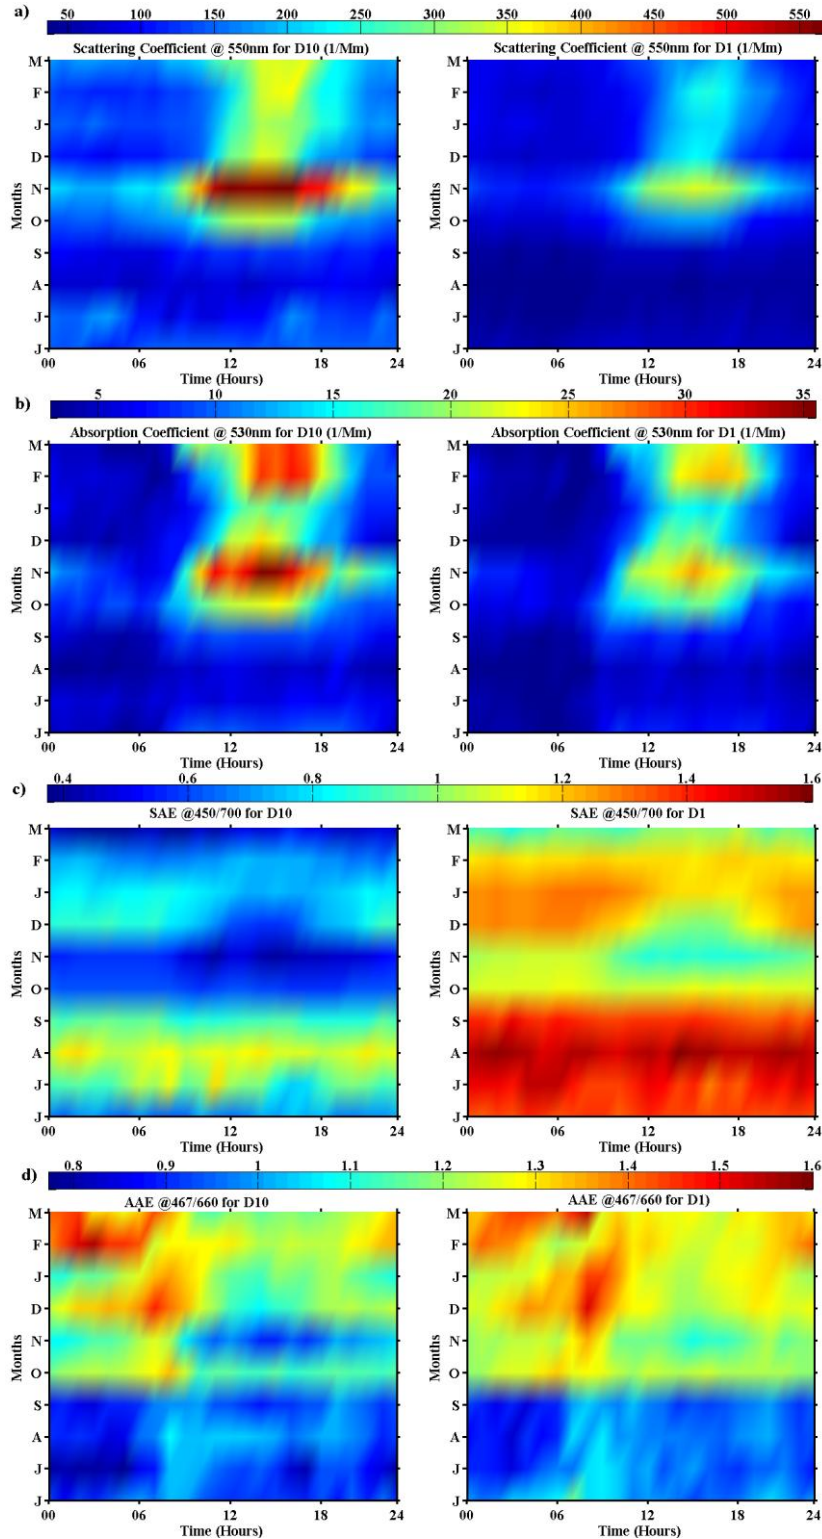 a)
50 100 150 200 250 300 350 400 450 500 550
Scattering Coefficient @ 550nm for D10 (1/Mm) Scattering Coefficient @ 550nm for D1 (1/Mm)
M M
F F
J J
D D
N N
O O
S S
A A
J J
J J
Months Months
00 06 12 18 24 00 06 12 18 24
Time (Hours) Time (Hours)
b)
5 10 15 20 25 30 35
Absorption Coefficient @ 530nm for D10 (1/Mm) Absorption Coefficient @ 530nm for D1 (1/Mm)
M M
F F
J J
D D
N N
O O
S S
A A
J J
J J
Months Months
00 06 12 18 24 00 06 12 18 24
Time (Hours) Time (Hours)
c)
0.4 0.6 0.8 1 1.2 1.4 1.6
SAE @450/700 for D10 SAE @450/700 for D1
M M
F F
J J
D D
N N
O O
S S
A A
J J
J J
Months Months
00 06 12 18 24 00 06 12 18 24
Time (Hours) Time (Hours)
d)
0.8 0.9 1 1.1 1.2 1.3 1.4 1.5 1.6
AAE @467/660 for D10 AAE @467/660 for D1)
M M
F F
J J
D D
N N
O O
S S
A A
J J
J J
Months Months
00 06 12 18 24 00 06 12 18 24
Time (Hours) Time (Hours)